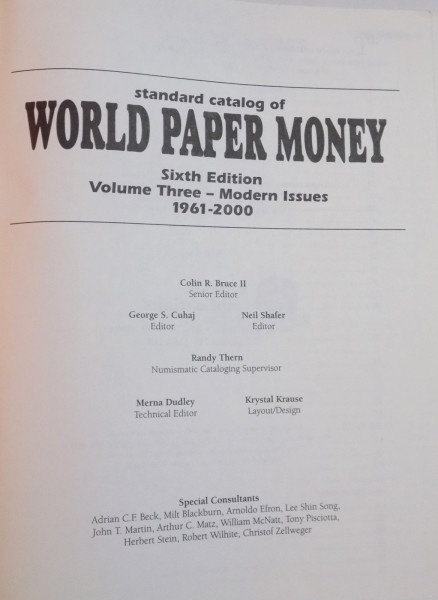 standard catalog of
WORLD PAPER MONEY
Sixth Edition
Volume Three – Modern Issues
1961-2000
Colin R. Bruce II
Senior Editor
George S. Cuhaj
Editor
Neil Shafer
Editor
Randy Thern
Numismatic Cataloging Supervisor
Merna Dudley
Technical Editor
Krystal Krause
Layout/Design
Special Consultants
Adrian C.F. Beck, Milt Blackburn, Arnoldo Efron, Lee Shin Song,
John T. Martin, Arthur C. Matz, William McNatt, Tony Pisciotta,
Herbert Stein, Robert Wilhite, Christof Zellweger